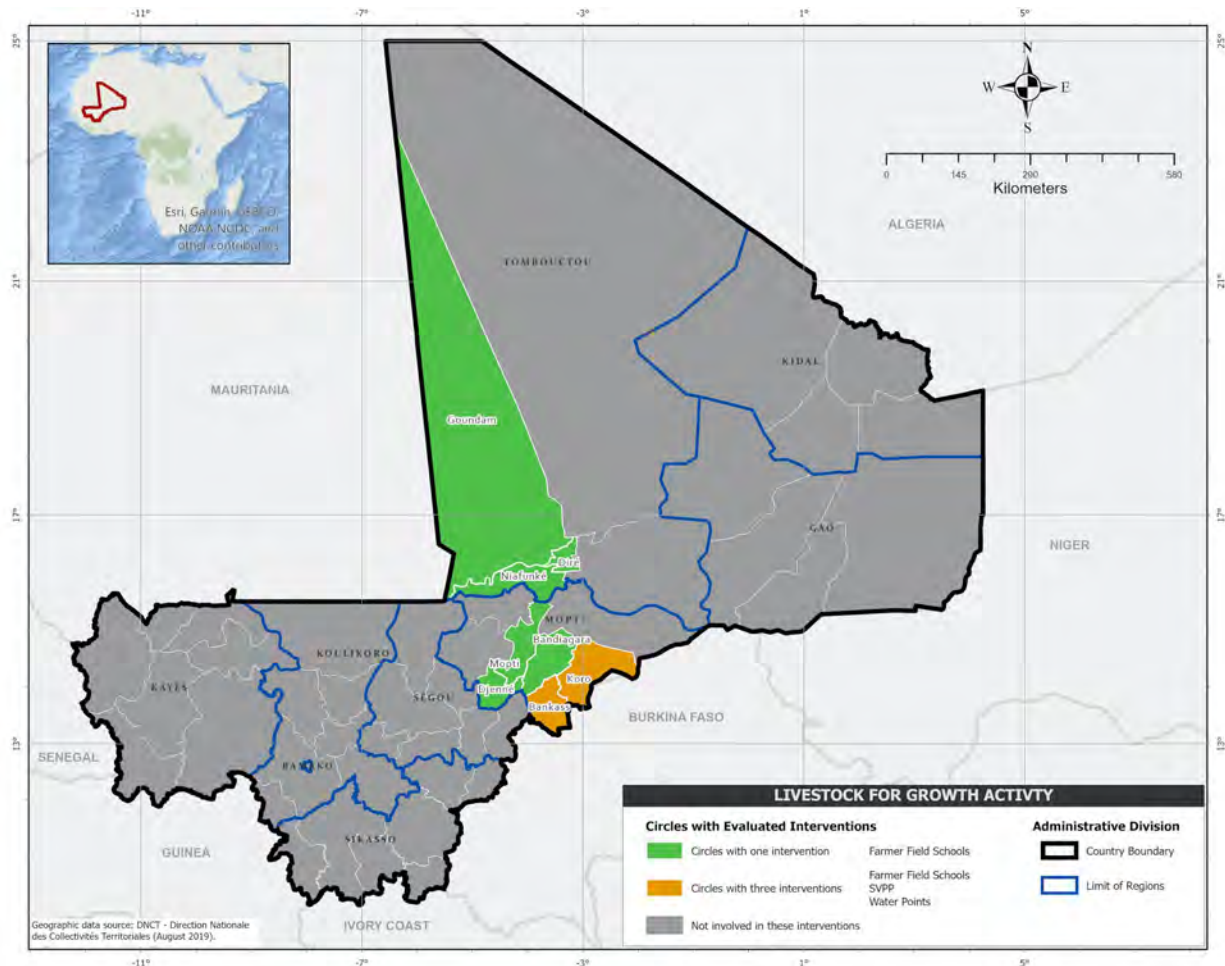 -11°
-7°
-3°
1°
5°
25°
25°
N
W
E
S
0
145
290
580
Kilometers
Esri, Garmin, GEBCO,
NOAA NGDC, and
other contributors
ALGERIA
TOMBOUCTOU
21°
21°
KIDAL
MAURITANIA
Goundam
17°
17°
GAO
NIGER
Diré
Niafunké
MOPTI
Bandiagara
KOULIKORO
Mopti
Koro
KAYES
Djenné
SEGOU
Bankass
BURKINA FASO
13°
13°
SENEGAL
BAMAKO
SIKASSO
GUINEA
IVORY COAST
LIVESTOCK FOR GROWTH ACTIVTY
Circles with Evaluated Interventions
Administrative Division
Circles with one intervention
Farmer Field Schools
Country Boundary
Circles with three interventions
Farmer Field Schools
SVPP
Water Points
Limit of Regions
Not involved in these interventions
Geographic data source: DNCT - Direction Nationale
des Collectivités Territoriales (August 2019).
-11°
-7°
-3°
1°
5°